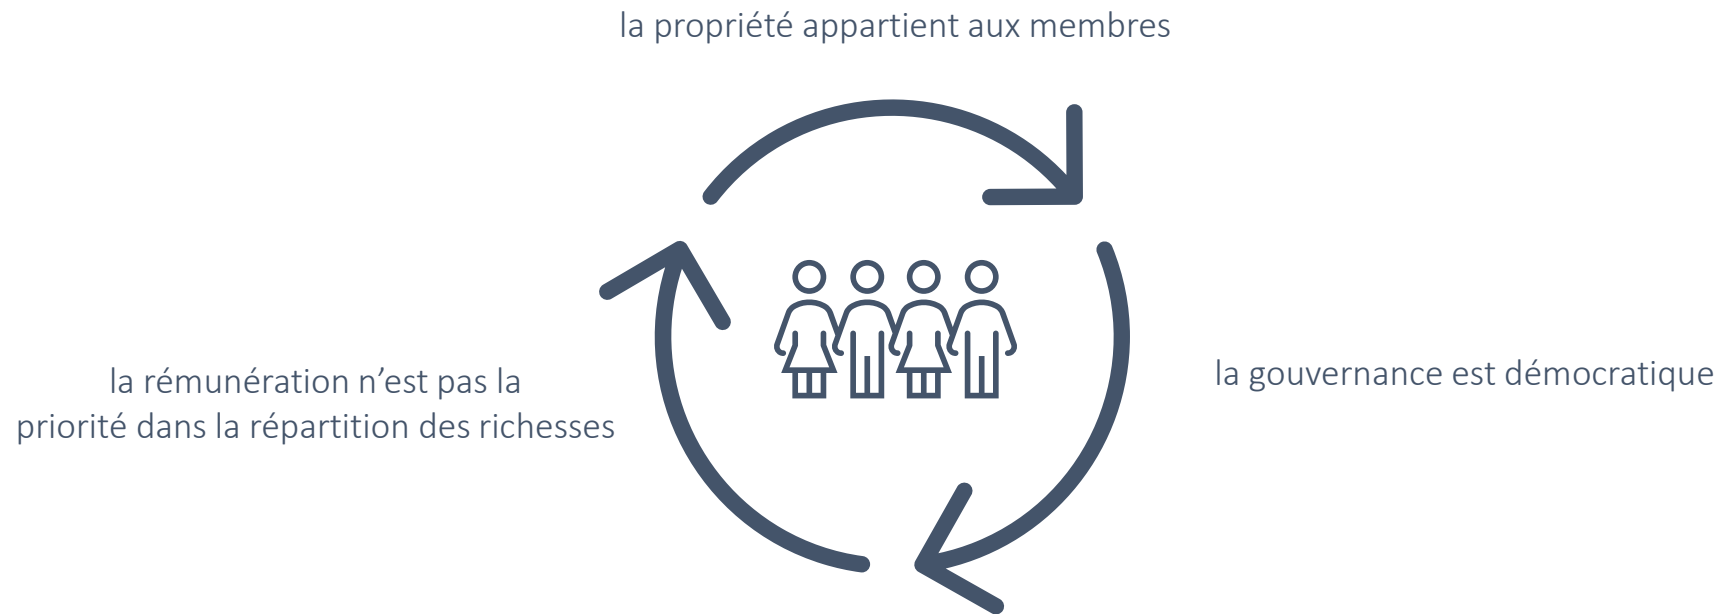 la propriété appartient aux membres
la gouvernance est démocratique
la rémunération n’est pas la
priorité dans la répartition des richesses